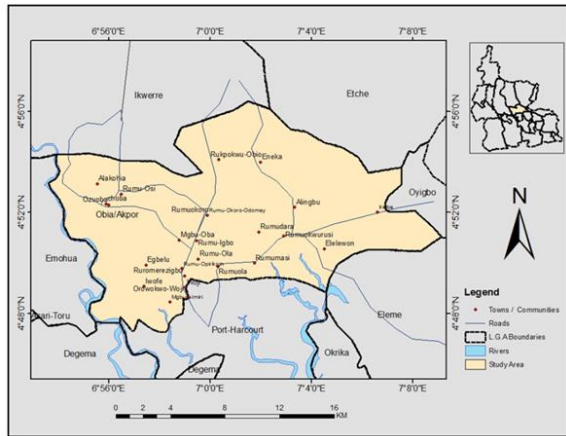 6°56'0"E 7°0'0"E 7°4'0"E 7°8'0"E
Ikwerre
Etche
4°56'0"N 4°56'0"N
Rukpokwu-Obio
Eneka
Alakohia
Rumu-Osi
Oyigbo
Obia/Akpor
Alingbu
4°52'0"N 4°52'0"N
Rumuokoro Rumu-Okoro-Odomey
Rumudara
Rumuokwurusi
Mgbu-Oba
Rumu-Igbo
Elelewon
Emohua
Rumu-Ola
Egbelu
Rumuola
Rumumasi
Iwofe
N
Legend
Towns / Communities
Roads
L.G.A Boundaries
Rivers
Study Area
4°48'0"N 4°48'0"N
Port-Harcourt
Eleme
Degema
Degema
Okrika
6°56'0"E 7°0'0"E 7°4'0"E 7°8'0"E
0 2 4 8 12 16
KM